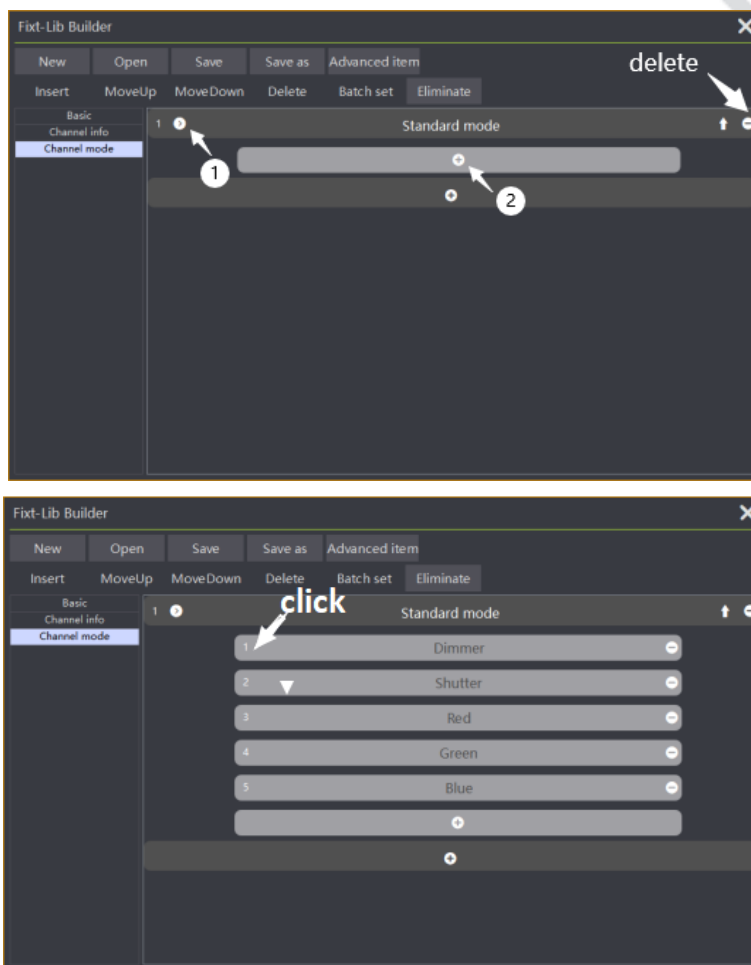 Fixt-Lib Builder
New Open Save Save as Advanced item
delete
Insert MoveUp MoveDown Delete Batch set Eliminate
Basic
Channel info
Channel mode
1 Standard mode
1
2
Fixt-Lib Builder
New Open Save Save as Advanced item
Insert MoveUp MoveDown Delete Batch set Eliminate
Basic
Channel info
Channel mode
click
1 Standard mode
1 Dimmer
2 Shutter
3 Red
4 Green
5 Blue